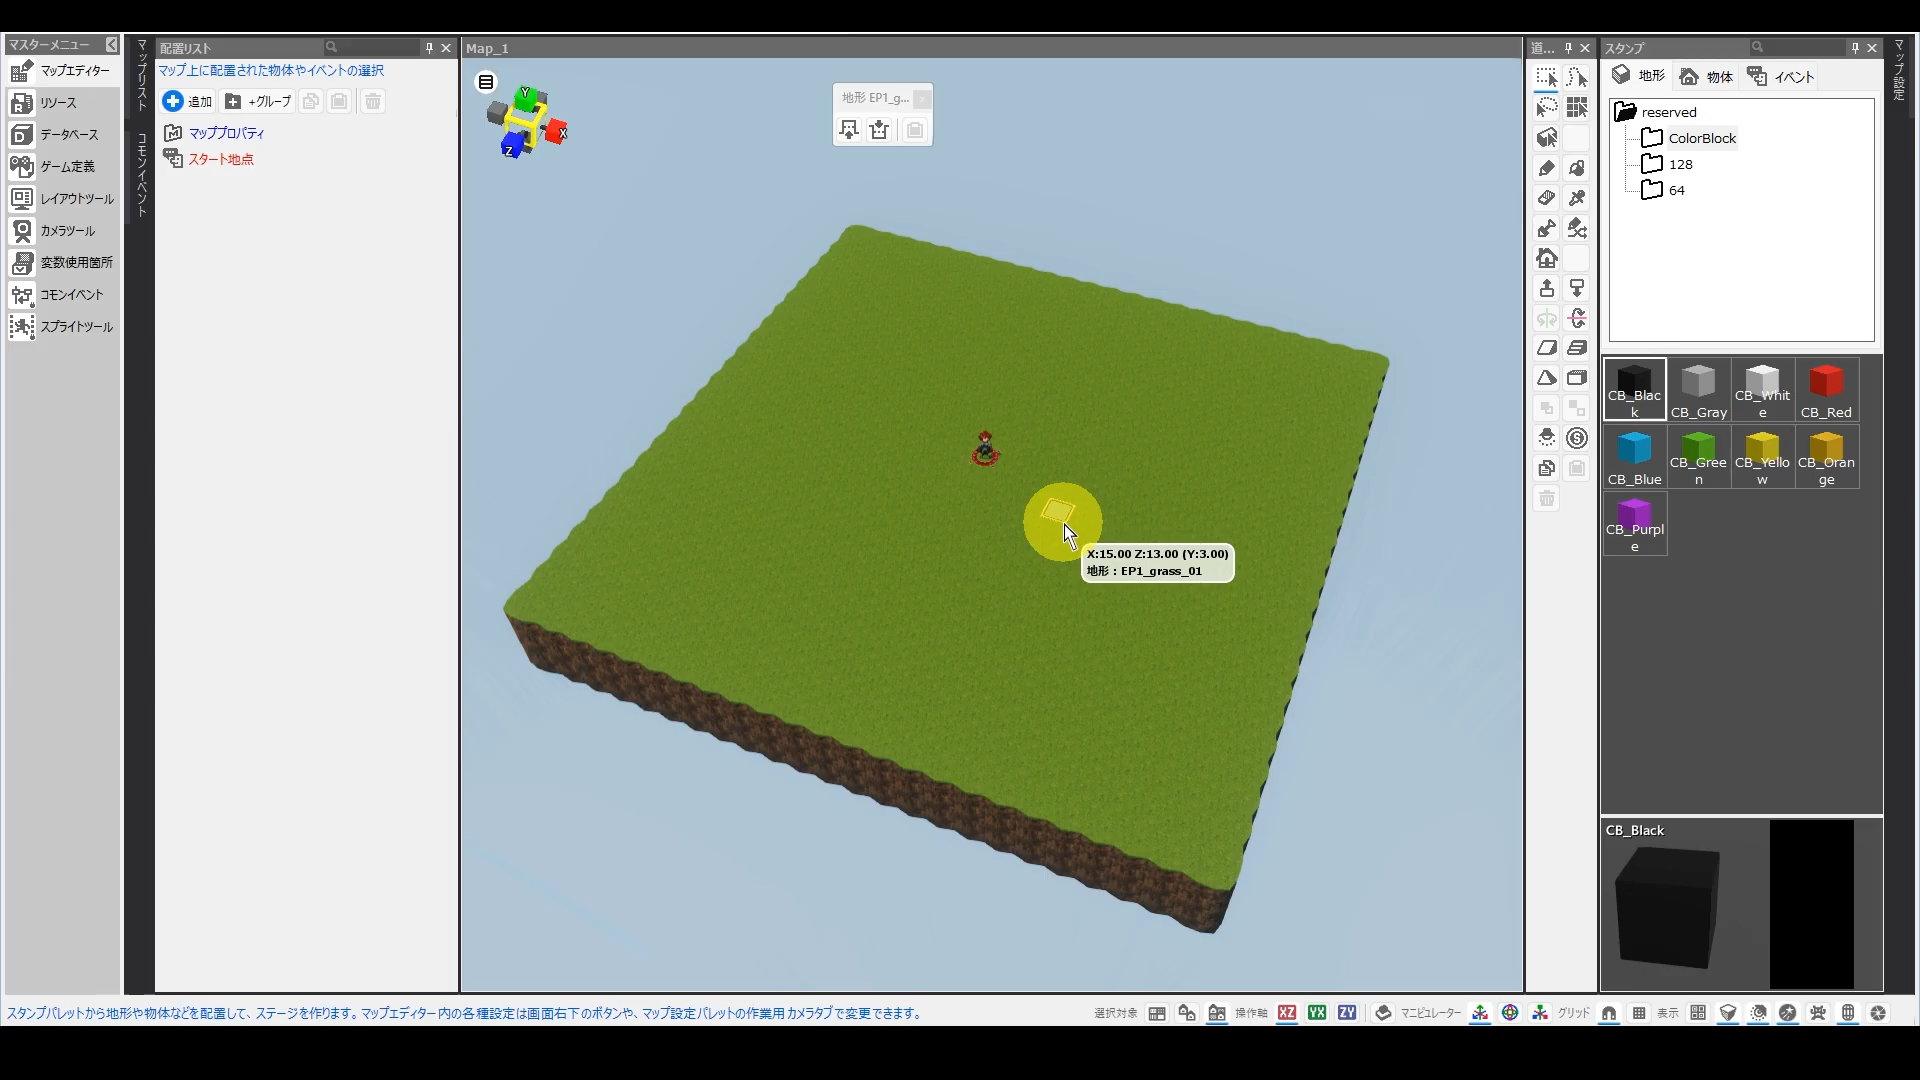 マスターメニュー
マップエディター
リソース
データベース
ゲーム定義
レイアウトツール
カメラツール
変数使用箇所
コモンイベント
スプライトツール
マップリスト
コモンイベント
配置リスト
マップ上に配置された物体やイベントの選択
追加
+グループ
マッププロパティ
スタート地点
Map_1
Y
X
Z
地形 EP1_g...
X:15.00 Z:13.00 (Y:3.00)
地形：EP1_grass_01
道...
スタンプ
地形
物体
イベント
reserved
ColorBlock
128
64
CB_Blac
k
CB_Gray
CB_Whit
e
CB_Red
CB_Blue
CB_Gree
n
CB_Yello
w
CB_Oran
ge
CB_Purpl
e
CB_Black
マップ設定
スタンプパレットから地形や物体などを配置して、ステージを作ります。マップエディター内の各種設定は画面右下のボタンや、マップ設定パレットの作業用カメラタブで変更できます。
選択対象
操作軸
XZ
YX
ZY
マニピュレーター
グリッド
表示